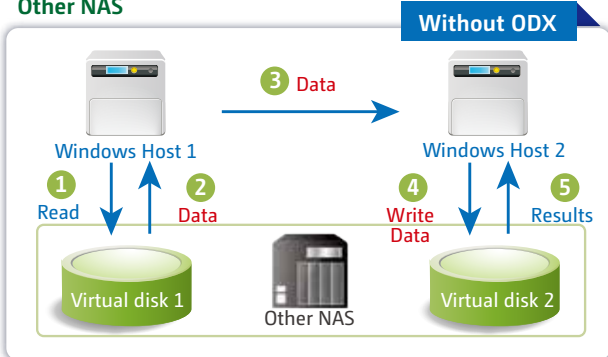 Other NAS
Without ODX
3 Data
Windows Host 1
Windows Host 2
1
Read
2
Data
4
Write
Data
5
Results
Virtual disk 1
Other NAS
Virtual disk 2